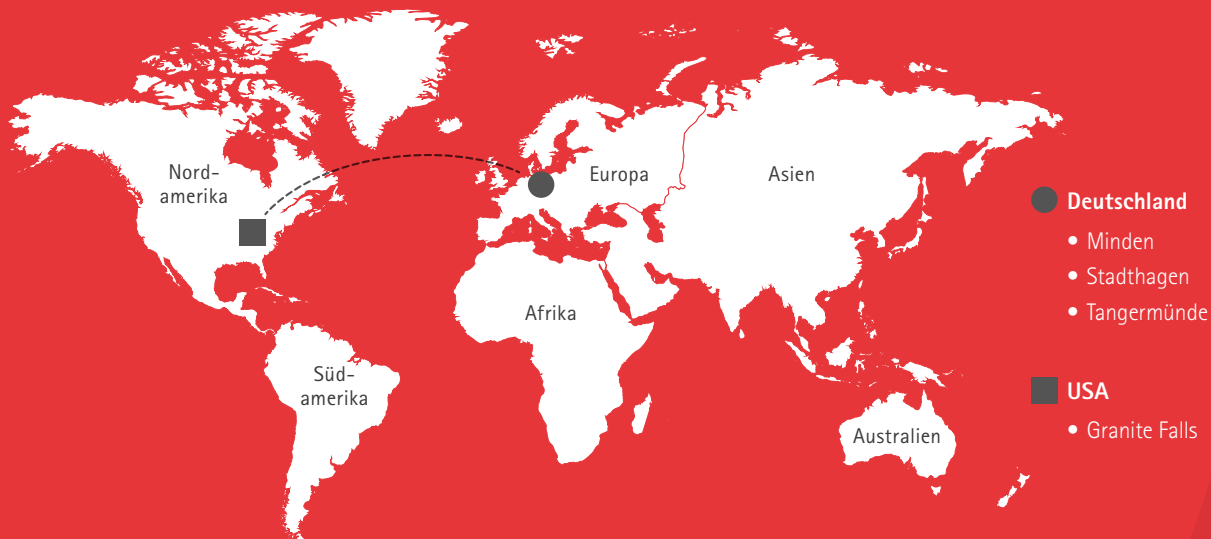 Nord-
amerika
Europa
Asien
Afrika
Süd-
amerika
Australien
Deutschland
• Minden
• Stadthagen
• Tangermünde
USA
• Granite Falls